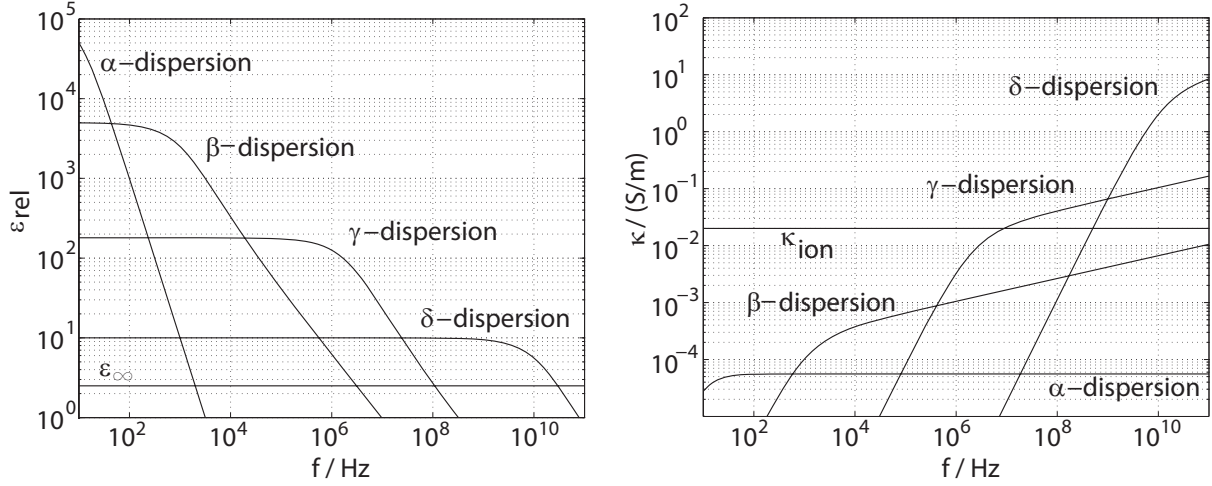 10^5
10^4
10^3
10^2
10^1
10^0
ε_rel
α−dispersion
β−dispersion
γ−dispersion
δ−dispersion
ε_∞
10^2 10^4 10^6 10^8 10^10
f / Hz
10^2
10^1
10^0
10^-1
10^-2
10^-3
10^-4
κ / (S/m)
δ−dispersion
γ−dispersion
κ_ion
β−dispersion
α−dispersion
10^2 10^4 10^6 10^8 10^10
f / Hz